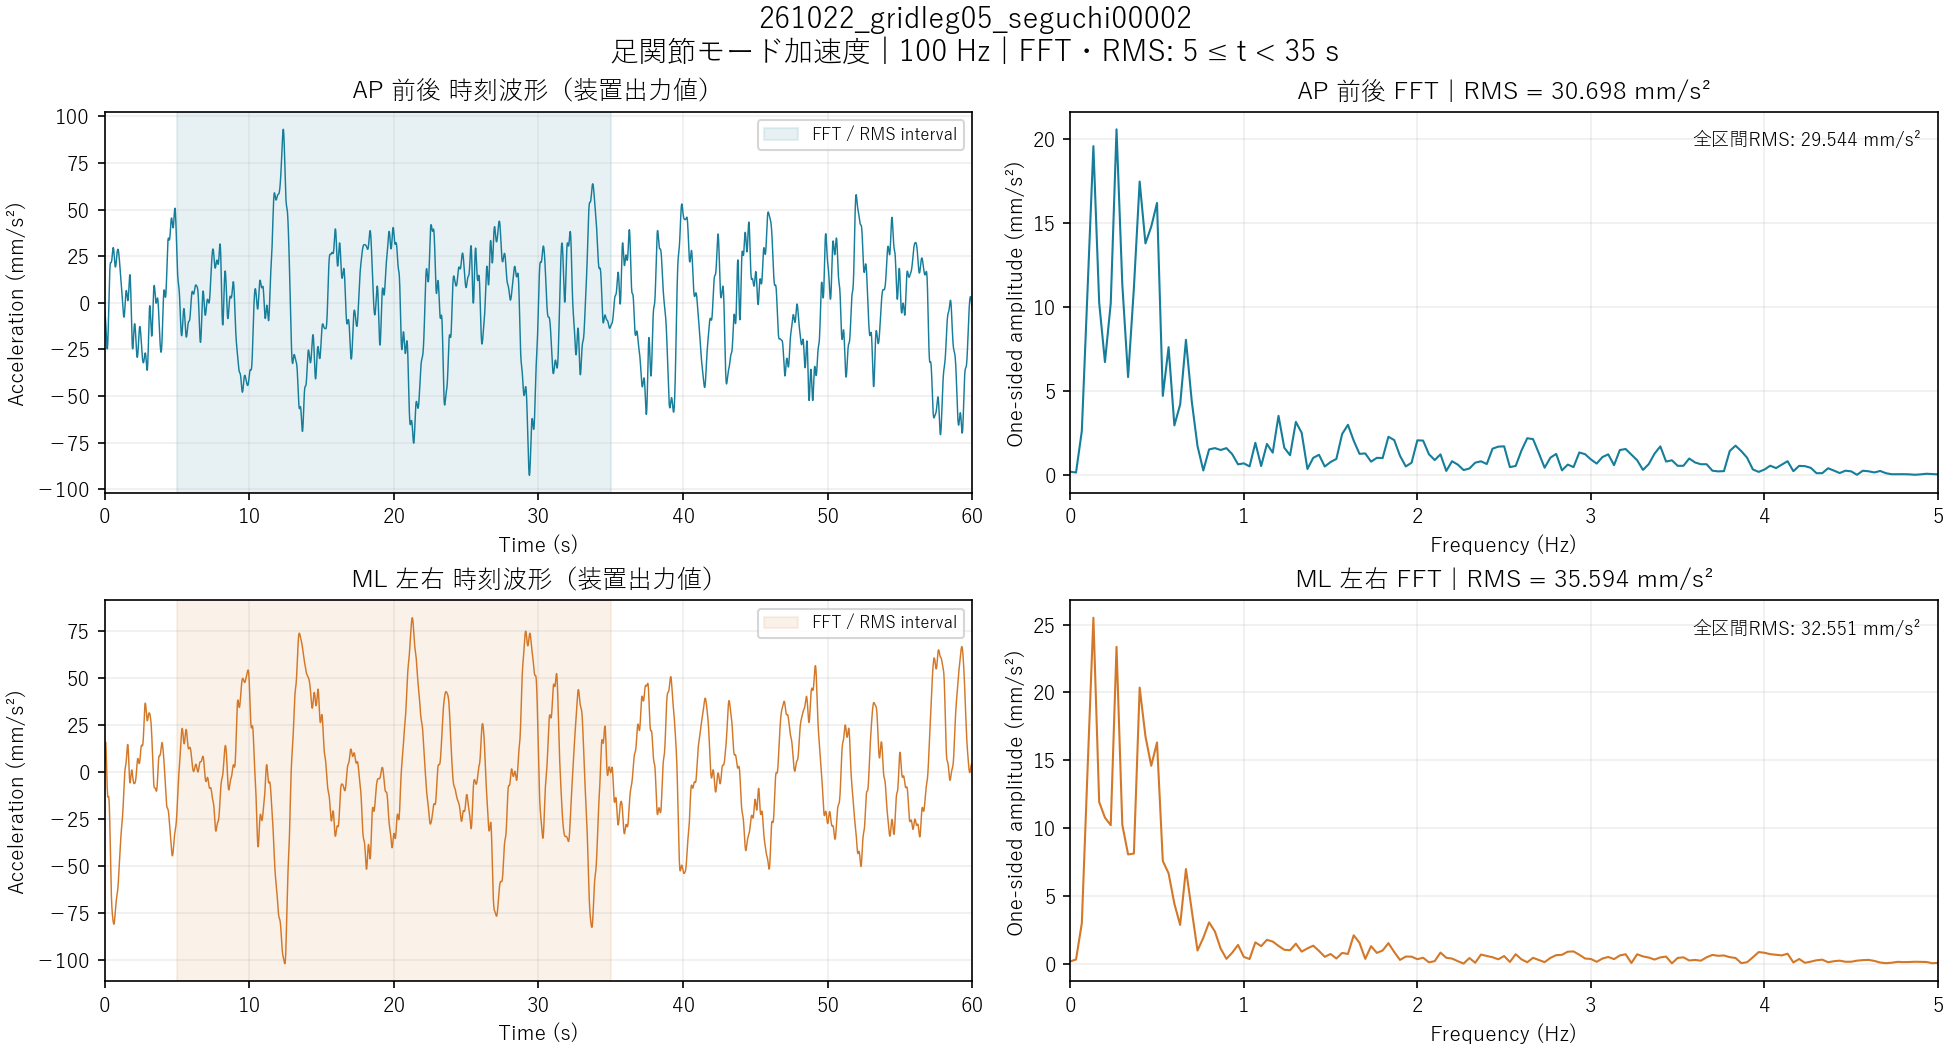 261022_gridleg05_seguchi00002
足関節モード加速度 | 100 Hz | FFT・RMS: 5 ≤ t < 35 s
AP 前後 時刻波形（装置出力値）
Acceleration (mm/s²)
100
75
50
25
0
−25
−50
−75
−100
FFT / RMS interval
0 10 20 30 40 50 60
Time (s)
AP 前後 FFT | RMS = 30.698 mm/s²
One-sided amplitude (mm/s²)
20
15
10
5
0
全区間RMS: 29.544 mm/s²
0 1 2 3 4 5
Frequency (Hz)
ML 左右 時刻波形（装置出力値）
Acceleration (mm/s²)
75
50
25
0
−25
−50
−75
−100
FFT / RMS interval
0 10 20 30 40 50 60
Time (s)
ML 左右 FFT | RMS = 35.594 mm/s²
One-sided amplitude (mm/s²)
25
20
15
10
5
0
全区間RMS: 32.551 mm/s²
0 1 2 3 4 5
Frequency (Hz)